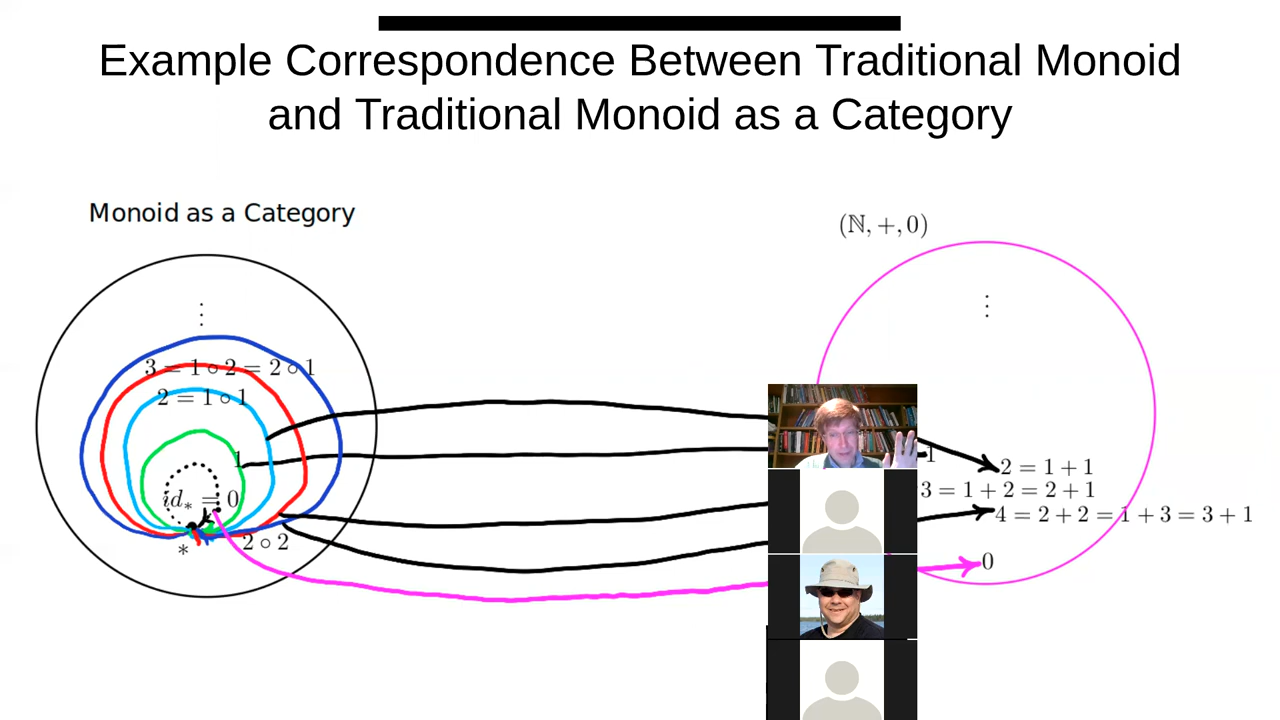 Example Correspondence Between Traditional Monoid
and Traditional Monoid as a Category
Monoid as a Category
(ℕ, +, 0)
⋮
3 = 1 ∘ 2 = 2 ∘ 1
2 = 1 ∘ 1
1
id* = 0
*
2 ∘ 2
⋮
1
2 = 1 + 1
3 = 1 + 2 = 2 + 1
4 = 2 + 2 = 1 + 3 = 3 + 1
0